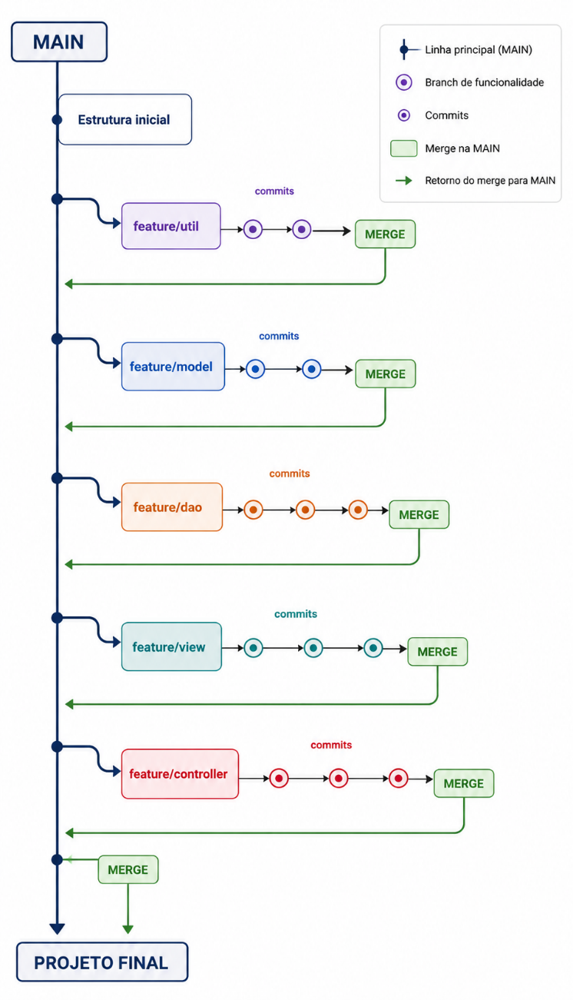 MAIN
Linha principal (MAIN)
Branch de funcionalidade
Commits
Merge na MAIN
Retorno do merge para MAIN
Estrutura inicial
commits
feature/util
MERGE
commits
feature/model
MERGE
commits
feature/dao
MERGE
commits
feature/view
MERGE
commits
feature/controller
MERGE
MERGE
PROJETO FINAL